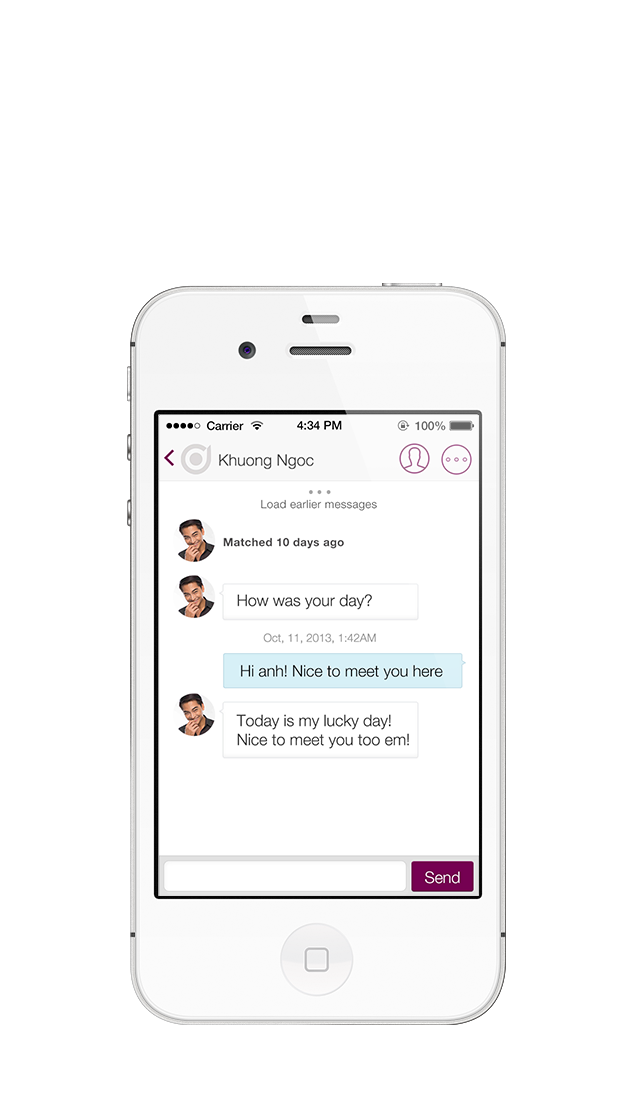 Carrier 4:34 PM 100%
Khuong Ngoc
Load earlier messages
Matched 10 days ago
How was your day?
Oct, 11, 2013, 1:42AM
Hi anh! Nice to meet you here
Today is my lucky day!
Nice to meet you too em!
Send